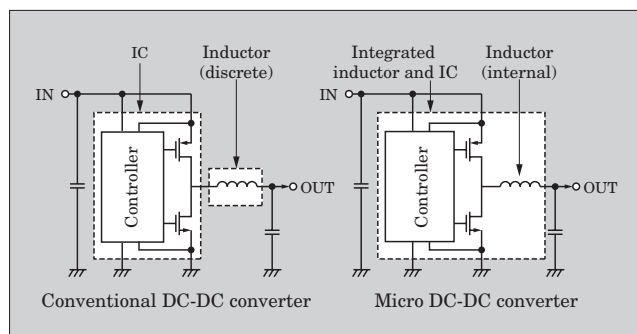 IC
Inductor
(discrete)
IN
Controller
OUT
Conventional DC-DC converter
Integrated
inductor and IC
Inductor
(internal)
IN
Controller
OUT
Micro DC-DC converter